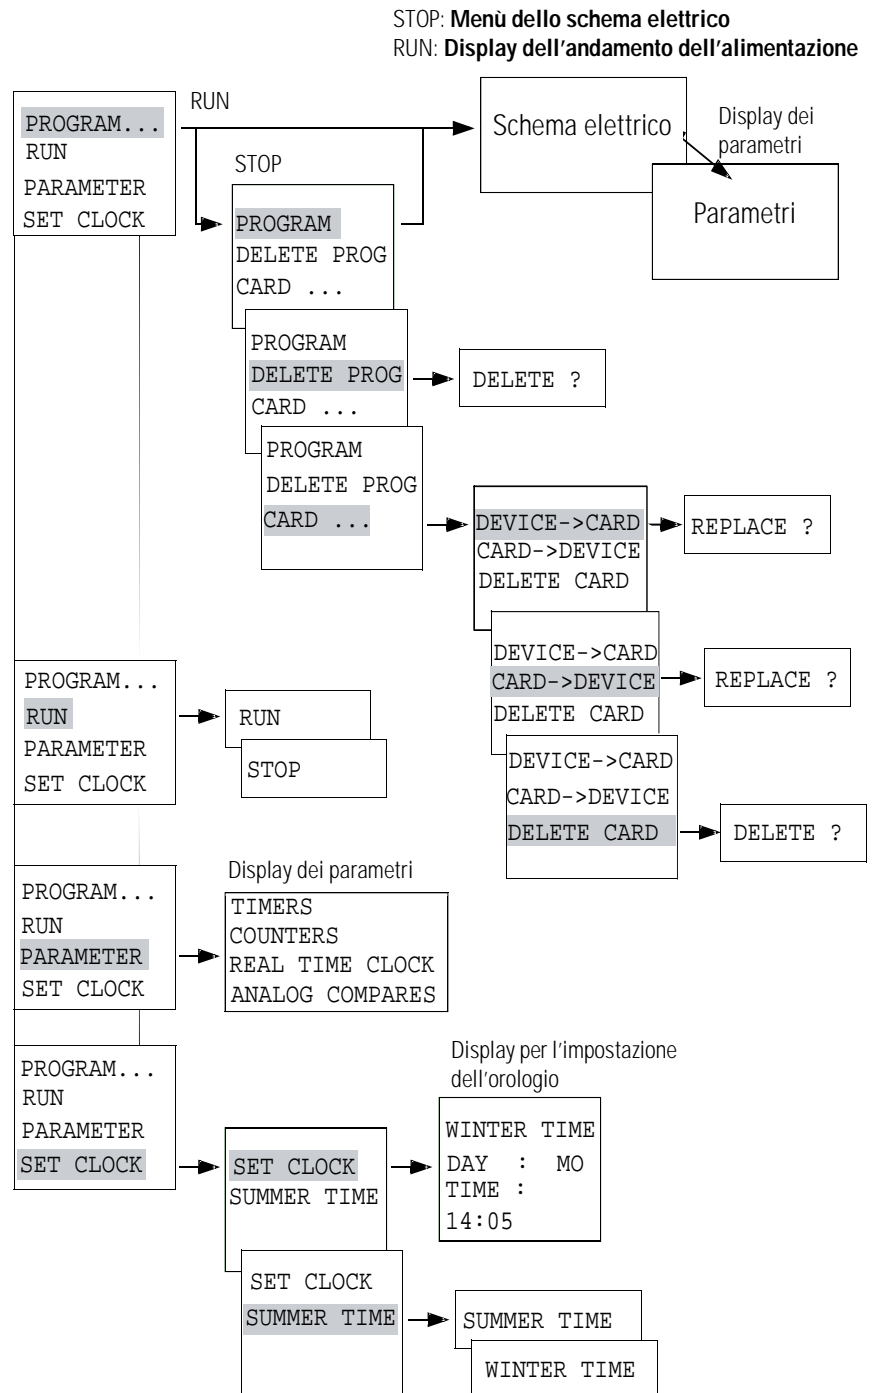 STOP: Menù dello schema elettrico
RUN: Display dell'andamento dell'alimentazione
PROGRAM...
RUN
PARAMETER
SET CLOCK
RUN
STOP
PROGRAM
DELETE PROG
CARD ...
Schema elettrico
Display dei
parametri
Parametri
PROGRAM
DELETE PROG
CARD ...
DELETE ?
PROGRAM
DELETE PROG
CARD ...
DEVICE->CARD
CARD->DEVICE
DELETE CARD
REPLACE ?
DEVICE->CARD
CARD->DEVICE
DELETE CARD
REPLACE ?
DEVICE->CARD
CARD->DEVICE
DELETE CARD
DELETE ?
PROGRAM...
RUN
PARAMETER
SET CLOCK
RUN
STOP
PROGRAM...
RUN
PARAMETER
SET CLOCK
Display dei parametri
TIMERS
COUNTERS
REAL TIME CLOCK
ANALOG COMPARES
PROGRAM...
RUN
PARAMETER
SET CLOCK
SET CLOCK
SUMMER TIME
Display per l'impostazione
dell'orologio
WINTER TIME
DAY : MO
TIME :
14:05
SET CLOCK
SUMMER TIME
SUMMER TIME
WINTER TIME